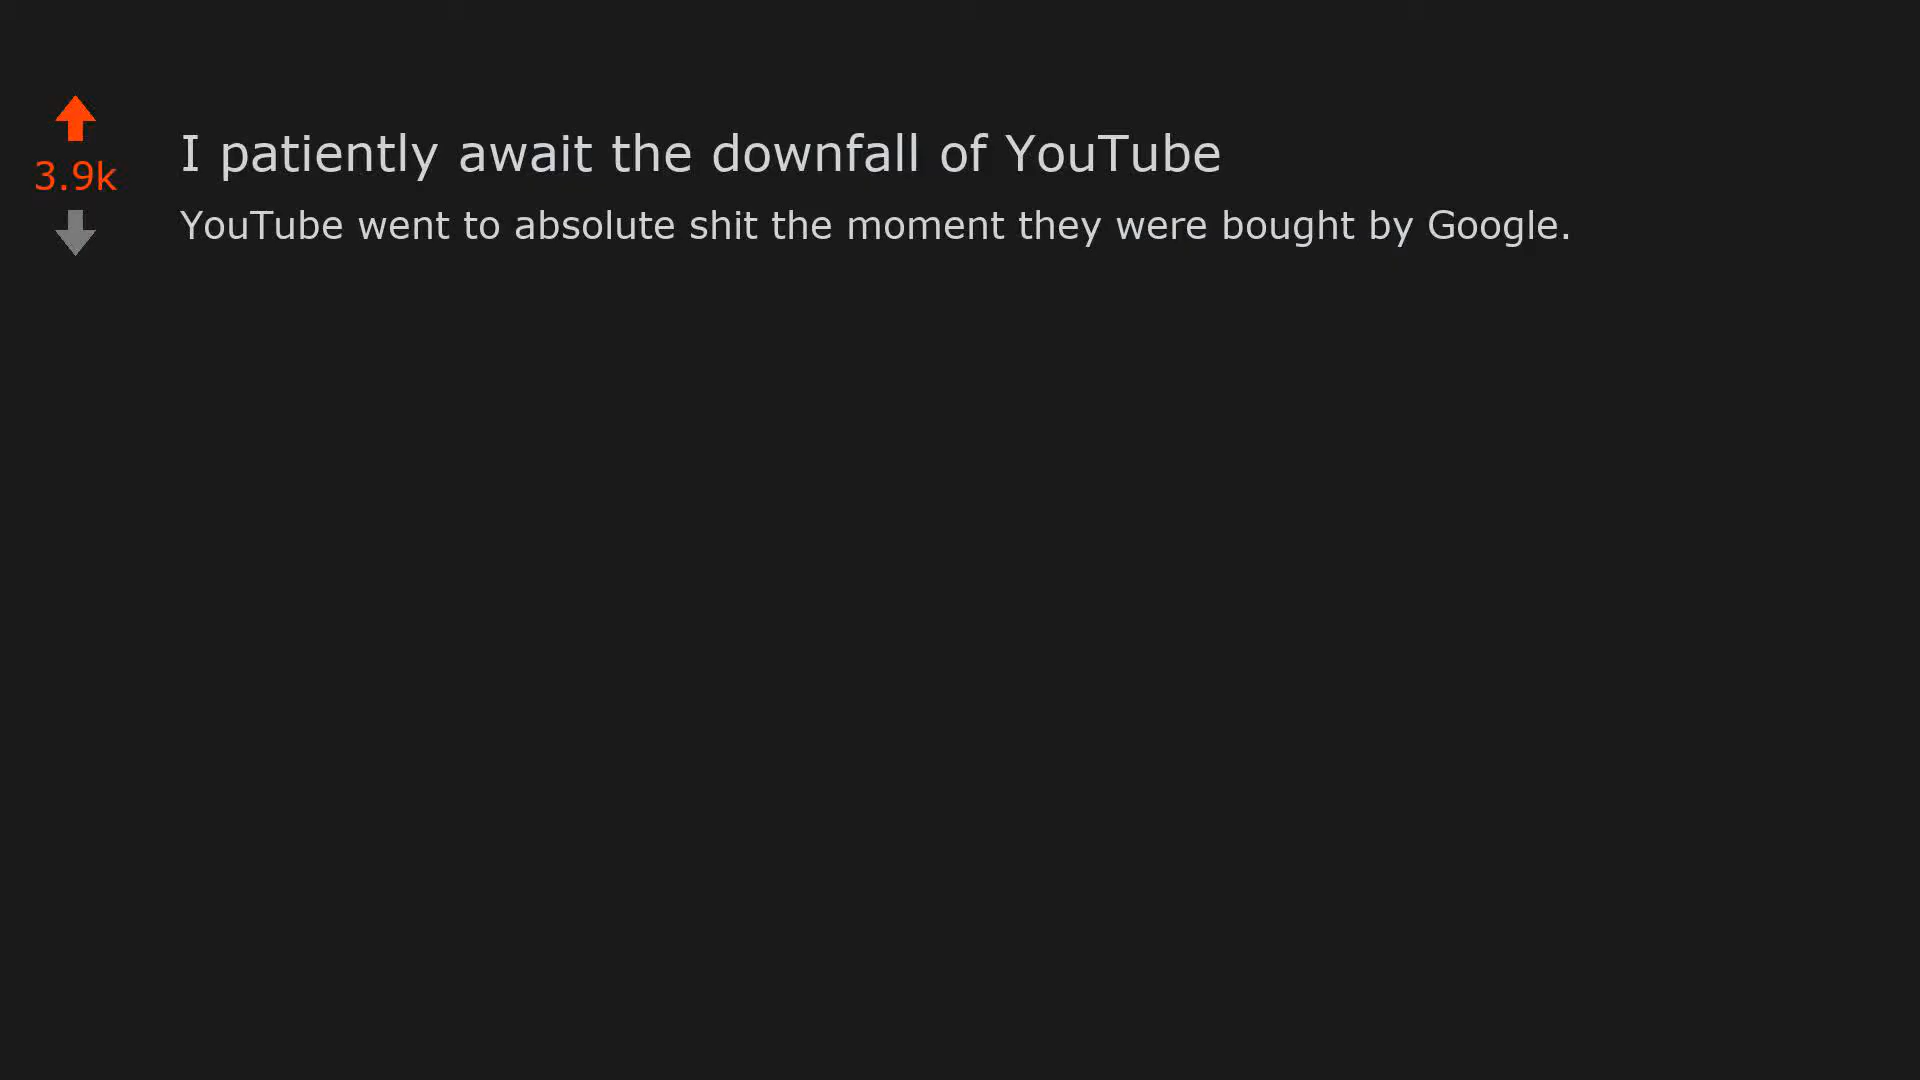 I patiently await the downfall of YouTube
3.9k
YouTube went to absolute shit the moment they were bought by Google.